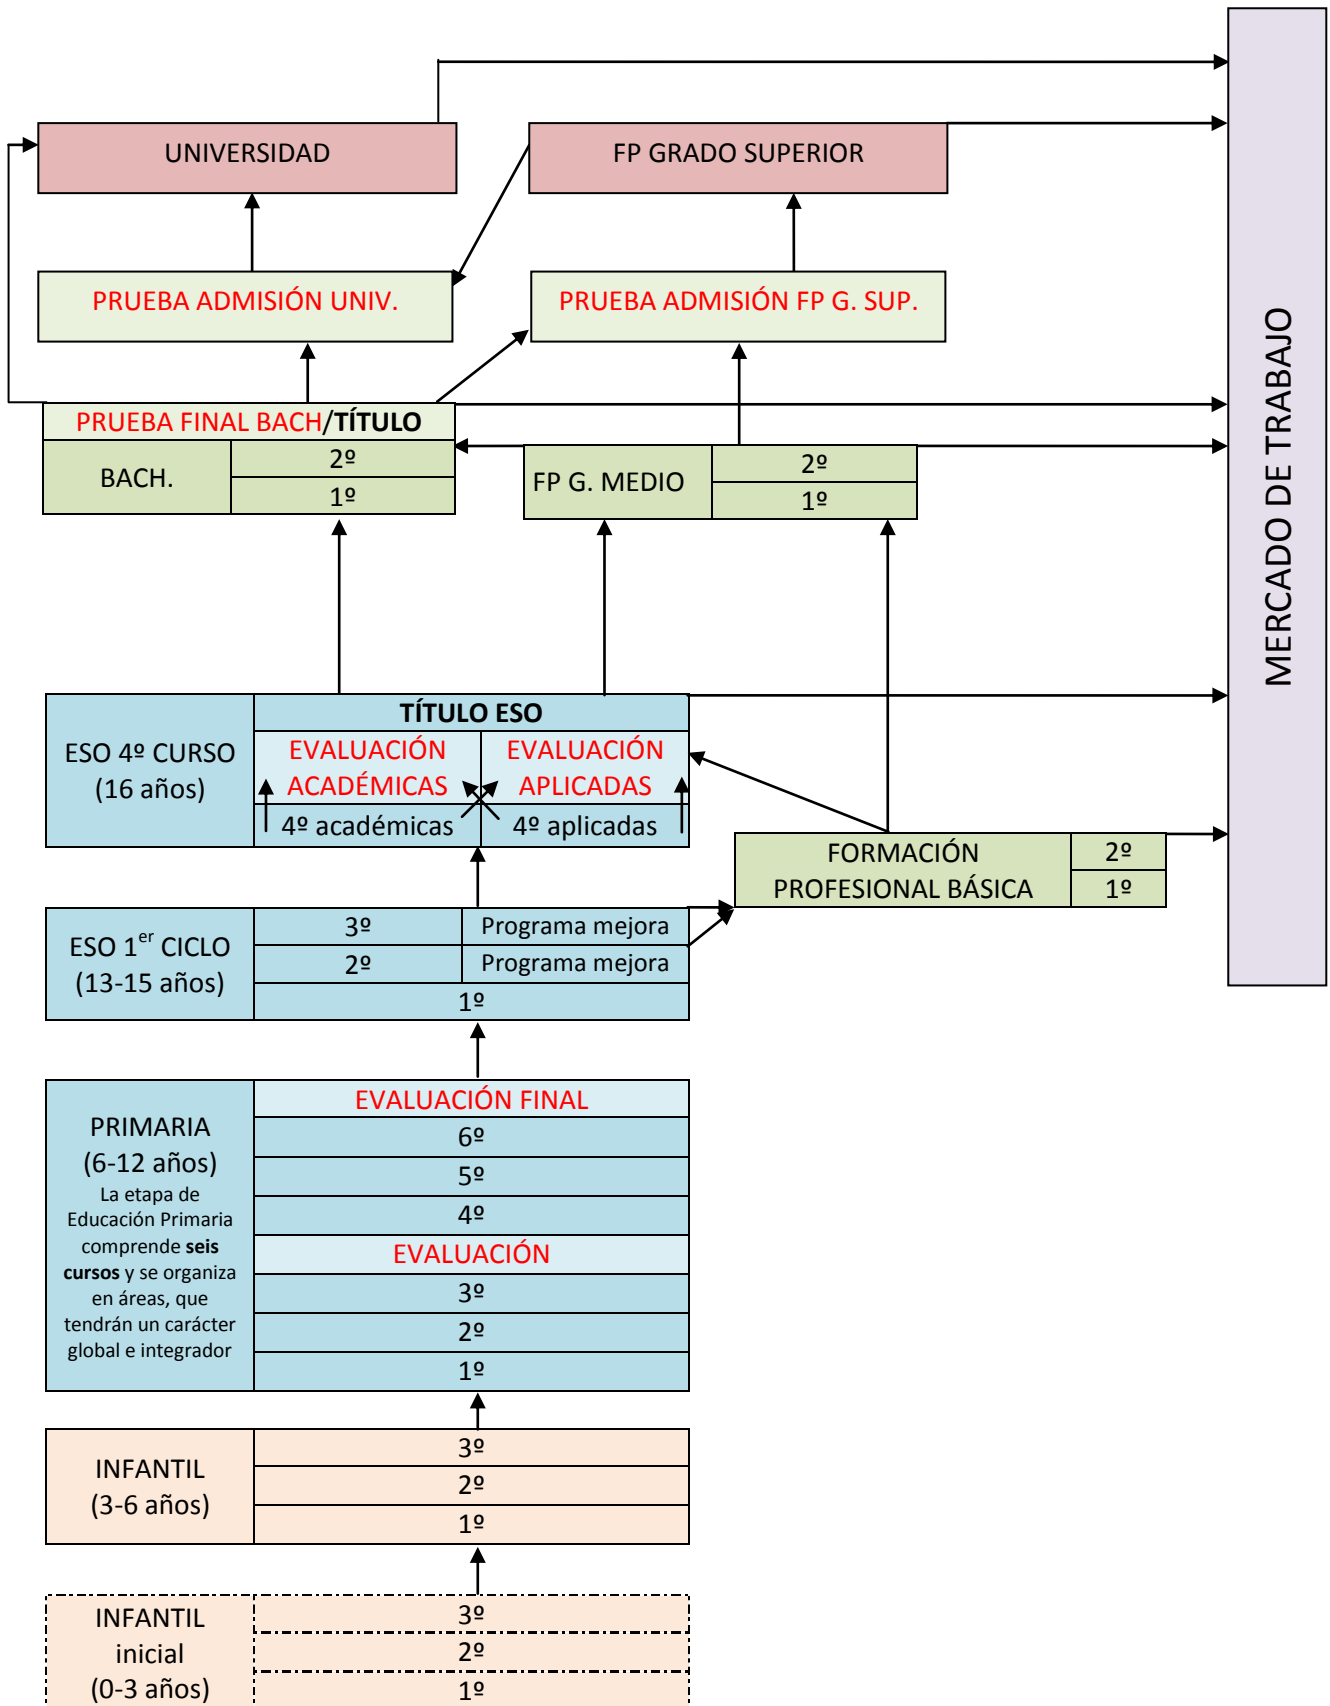 UNIVERSIDAD
FP GRADO SUPERIOR
PRUEBA ADMISIÓN UNIV.
PRUEBA ADMISIÓN FP G. SUP.
MERCADO DE TRABAJO
PRUEBA FINAL BACH/TÍTULO
BACH.
2º
1º
FP G. MEDIO
2º
1º
ESO 4º CURSO
(16 años)
TÍTULO ESO
EVALUACIÓN
ACADÉMICAS
EVALUACIÓN
APLICADAS
4º académicas
4º aplicadas
FORMACIÓN
PROFESIONAL BÁSICA
2º
1º
ESO 1er CICLO
(13-15 años)
3º
Programa mejora
2º
Programa mejora
1º
PRIMARIA
(6-12 años)
La etapa de
Educación Primaria
comprende seis
cursos y se organiza
en áreas, que
tendrán un carácter
global e integrador
EVALUACIÓN FINAL
6º
5º
4º
EVALUACIÓN
3º
2º
1º
INFANTIL
(3-6 años)
3º
2º
1º
INFANTIL
inicial
(0-3 años)
3º
2º
1º